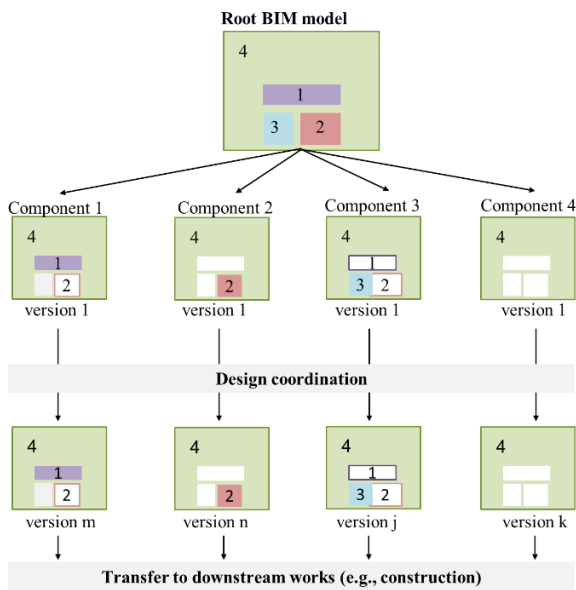 Root BIM model
4
1
3 2
Component 1 Component 2 Component 3 Component 4
4 4 4 4
1 1
2 2 3 2
version 1 version 1 version 1 version 1
Design coordination
4 4 4 4
1 1
2 2 3 2
version m version n version j version k
Transfer to downstream works (e.g., construction)